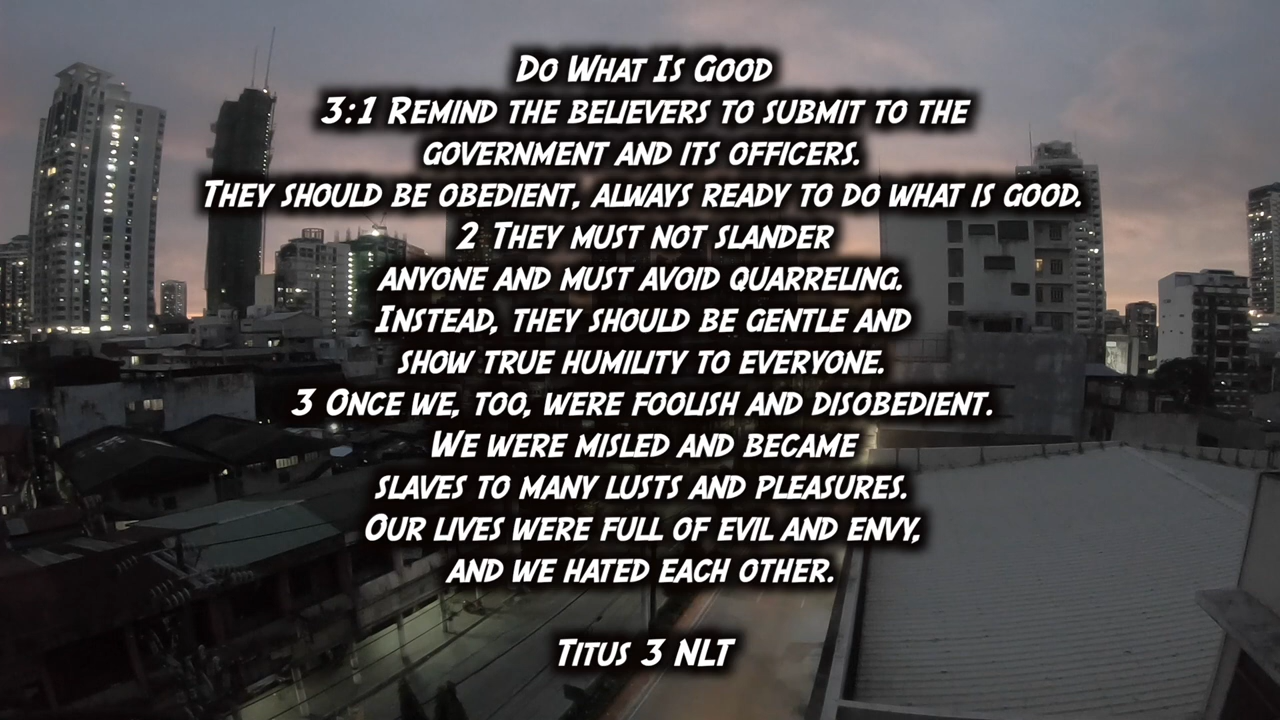 Do What Is Good
3:1 Remind the believers to submit to the
government and its officers.
They should be obedient, always ready to do what is good.
2 They must not slander
anyone and must avoid quarreling.
Instead, they should be gentle and
show true humility to everyone.
3 Once we, too, were foolish and disobedient.
We were misled and became
slaves to many lusts and pleasures.
Our lives were full of evil and envy,
and we hated each other.
Titus 3 NLT